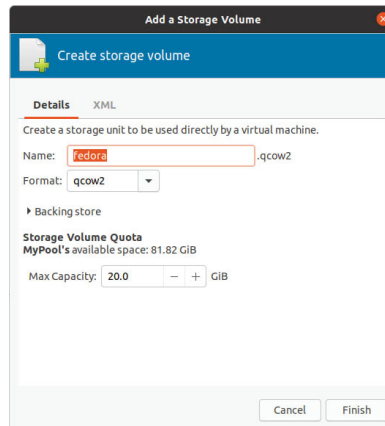 Add a Storage Volume
Create storage volume
Details XML
Create a storage unit to be used directly by a virtual machine.
Name: fedora .qcow2
Format: qcow2
Backing store
Storage Volume Quota
MyPool's available space: 81.82 GiB
Max Capacity: 20.0 − + GiB
Cancel Finish